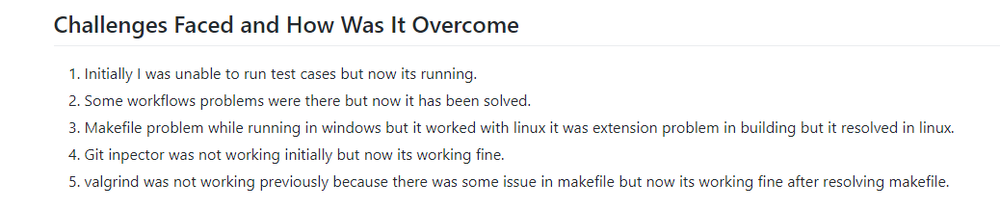 Challenges Faced and How Was It Overcome
1. Initially I was unable to run test cases but now its running.
2. Some workflows problems were there but now it has been solved.
3. Makefile problem while running in windows but it worked with linux it was extension problem in building but it resolved in linux.
4. Git inpector was not working initially but now its working fine.
5. valgrind was not working previously because there was some issue in makefile but now its working fine after resolving makefile.